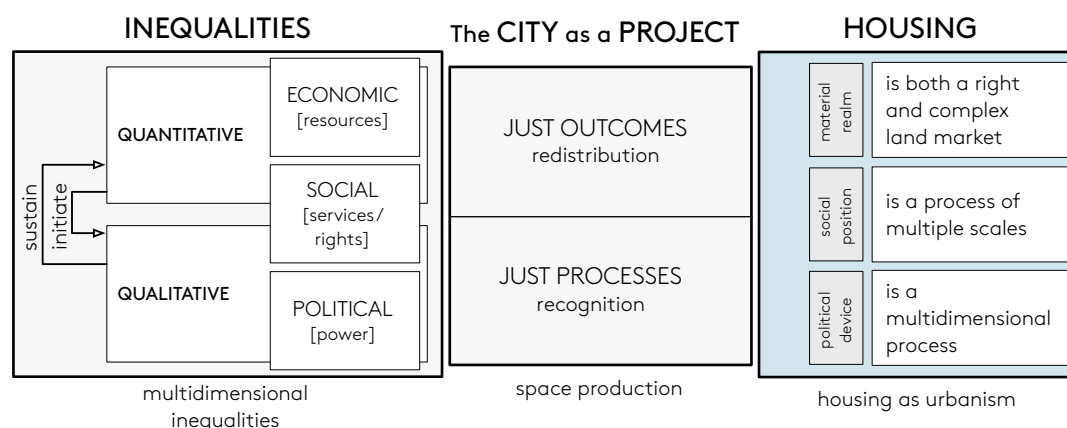 INEQUALITIES
QUANTITATIVE
QUALITATIVE
sustain
initiate
ECONOMIC
[resources]
SOCIAL
[services/
rights]
POLITICAL
[power]
multidimensional
inequalities
The CITY as a PROJECT
JUST OUTCOMES
redistribution
JUST PROCESSES
recognition
space production
HOUSING
material
realm
is both a right
and complex
land market
social
position
is a process of
multiple scales
political
device
is a
multidimensional
process
housing as urbanism